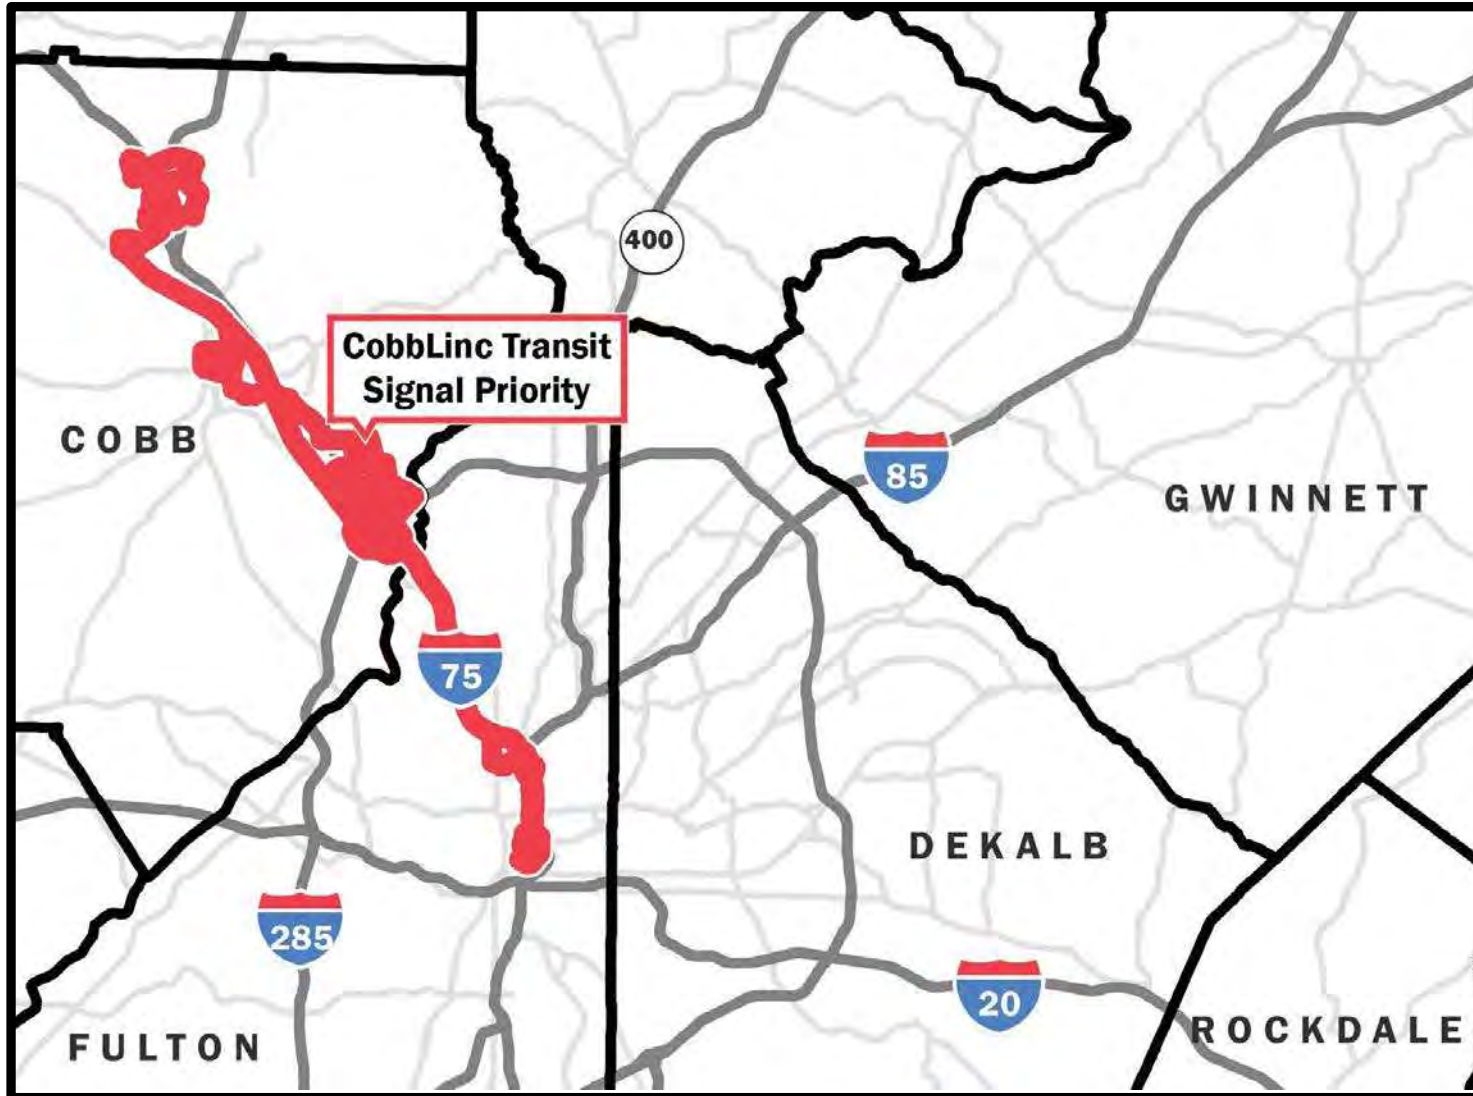 400
CobbLinc Transit
Signal Priority
COBB
85
GWINNETT
75
DEKALB
285
20
ROCKDALE
FULTON